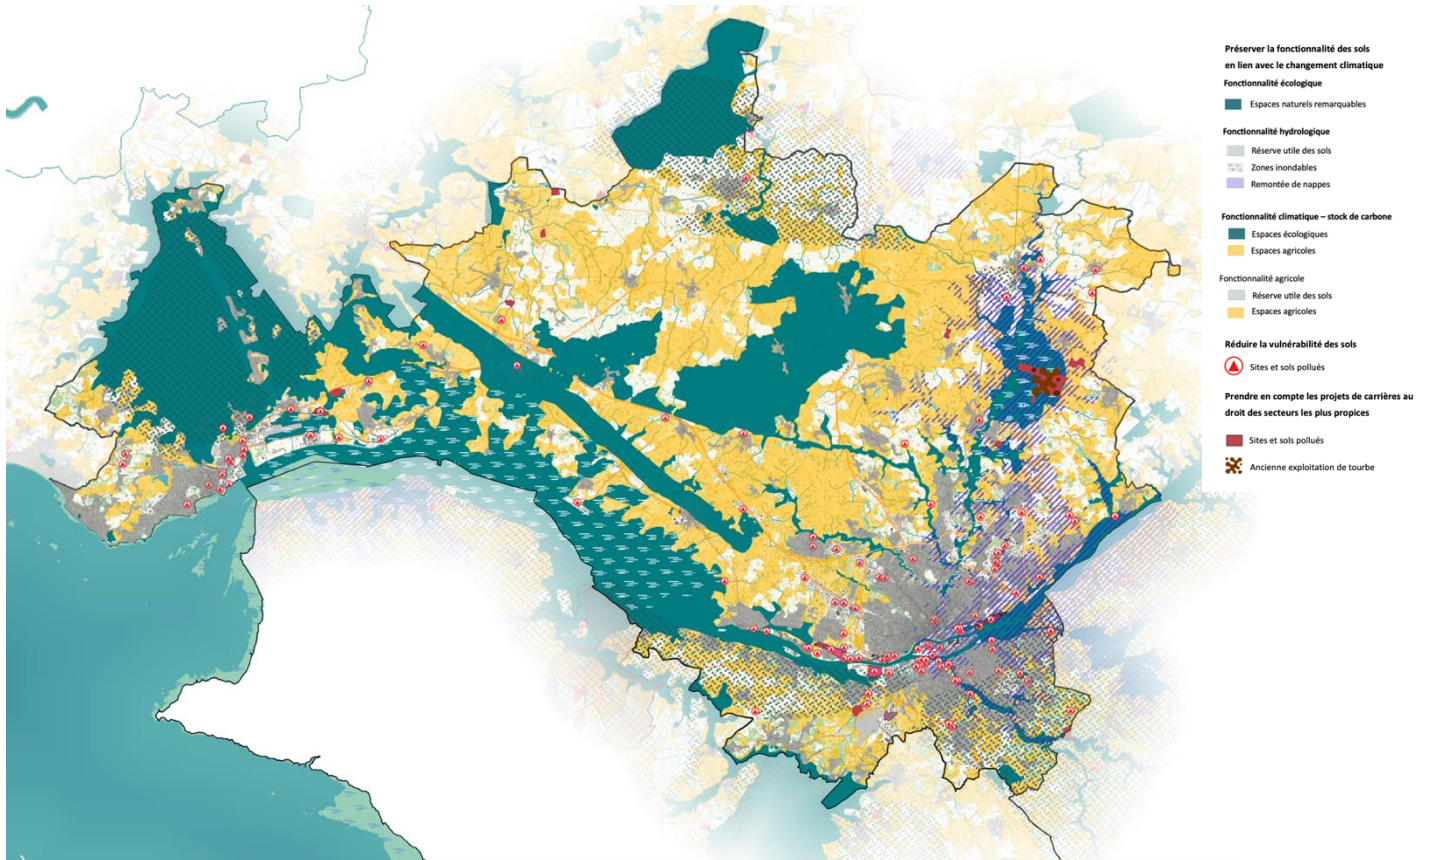 Préserver la fonctionnalité des sols
en lien avec le changement climatique
Fonctionnalité écologique
Espaces naturels remarquables
Fonctionnalité hydrologique
Réserve utile des sols
Zones inondables
Remontée de nappes
Fonctionnalité climatique – stock de carbone
Espaces écologiques
Espaces agricoles
Fonctionnalité agricole
Réserve utile des sols
Espaces agricoles
Réduire la vulnérabilité des sols
Sites et sols pollués
Prendre en compte les projets de carrières au
droit des secteurs les plus propices
Sites et sols pollués
Ancienne exploitation de tourbe